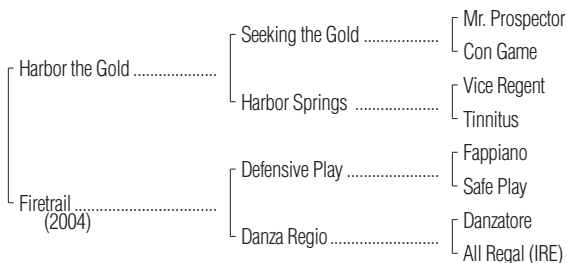 Mr. Prospector
Seeking the Gold ..................
Con Game
Harbor the Gold ....................
Vice Regent
Harbor Springs ....................
Tinnitus
Fappiano
Defensive Play ......................
Safe Play
Firetrail ..................................
(2004)
Danzatore
Danza Regio ..........................
All Regal (IRE)